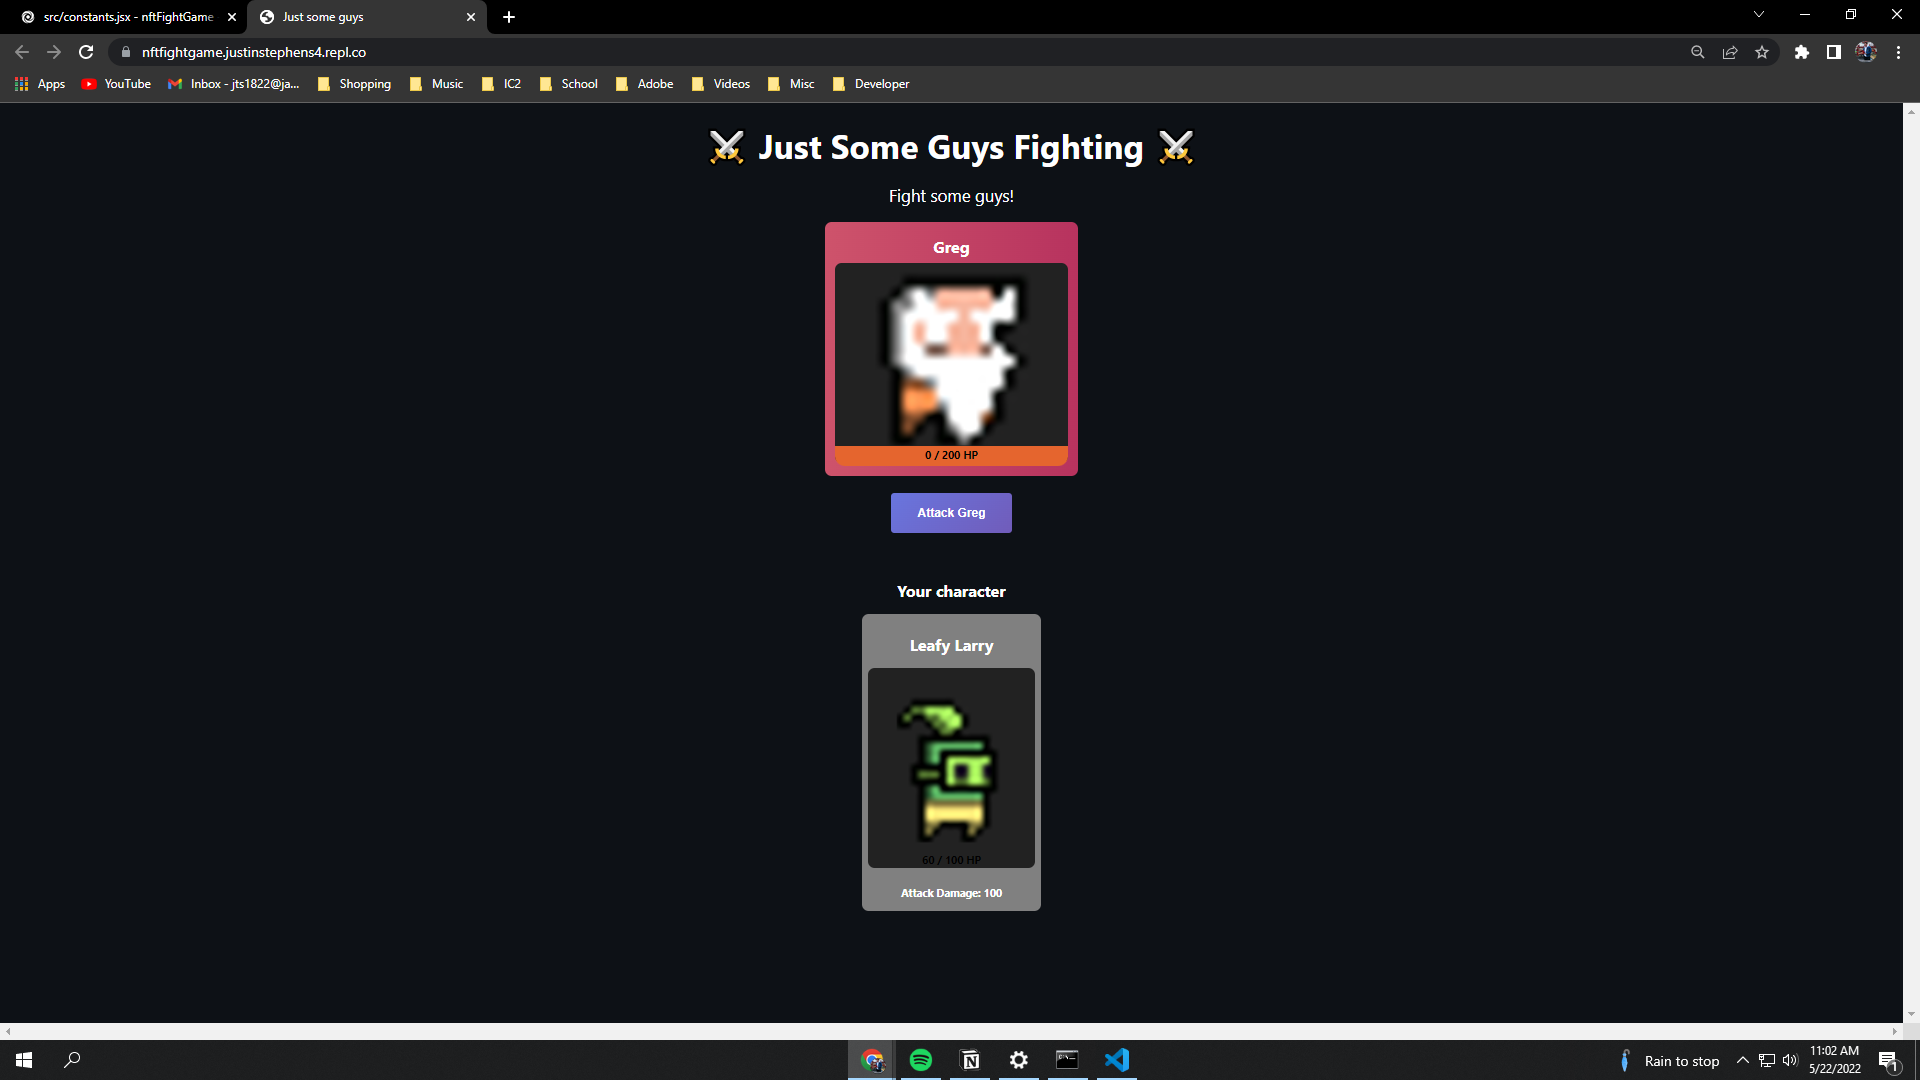 src/constants.jsx - nftFightGame
Just some guys
nftfightgame.justinstephens4.repl.co
Apps
YouTube
Inbox - jts1822@ja...
Shopping
Music
IC2
School
Adobe
Videos
Misc
Developer
⚔️ Just Some Guys Fighting ⚔️
Fight some guys!
Greg
0 / 200 HP
Attack Greg
Your character
Leafy Larry
60 / 100 HP
Attack Damage: 100
Rain to stop
11:02 AM
5/22/2022
1